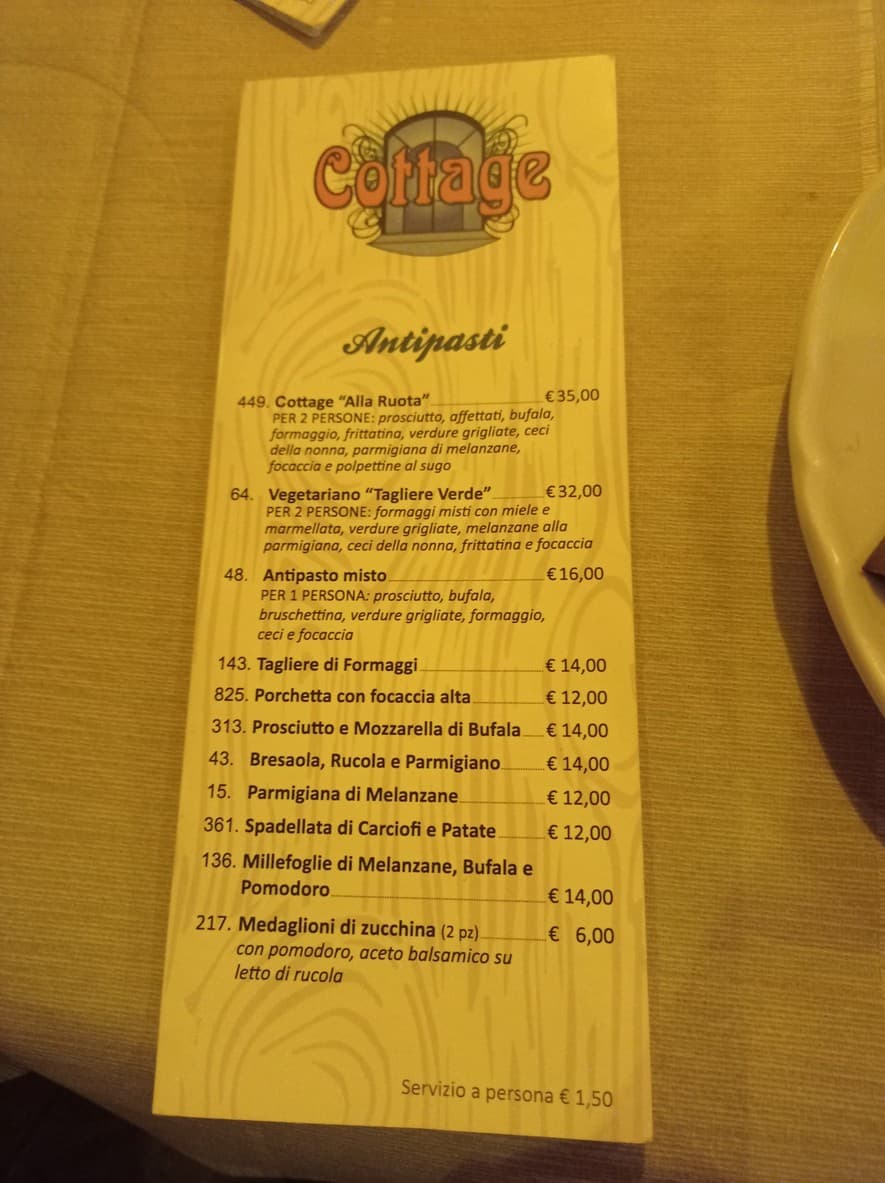 Cottage
Antipasti
449. Cottage “Alla Ruota” € 35,00
PER 2 PERSONE: prosciutto, affettati, bufala,
formaggio, frittatina, verdure grigliate, ceci
della nonna, parmigiana di melanzane,
focaccia e polpettine al sugo
64. Vegetariano “Tagliere Verde” € 32,00
PER 2 PERSONE: formaggi misti con miele e
marmellata, verdure grigliate, melanzane alla
parmigiana, ceci della nonna, frittatina e focaccia
48. Antipasto misto € 16,00
PER 1 PERSONA: prosciutto, bufala,
bruschettina, verdure grigliate, formaggio,
ceci e focaccia
143. Tagliere di Formaggi € 14,00
825. Porchetta con focaccia alta € 12,00
313. Prosciutto e Mozzarella di Bufala € 14,00
43. Bresaola, Rucola e Parmigiano € 14,00
15. Parmigiana di Melanzane € 12,00
361. Spadellata di Carciofi e Patate € 12,00
136. Millefoglie di Melanzane, Bufala e
Pomodoro € 14,00
217. Medaglioni di zucchina (2 pz) € 6,00
con pomodoro, aceto balsamico su
letto di rucola
Servizio a persona € 1,50